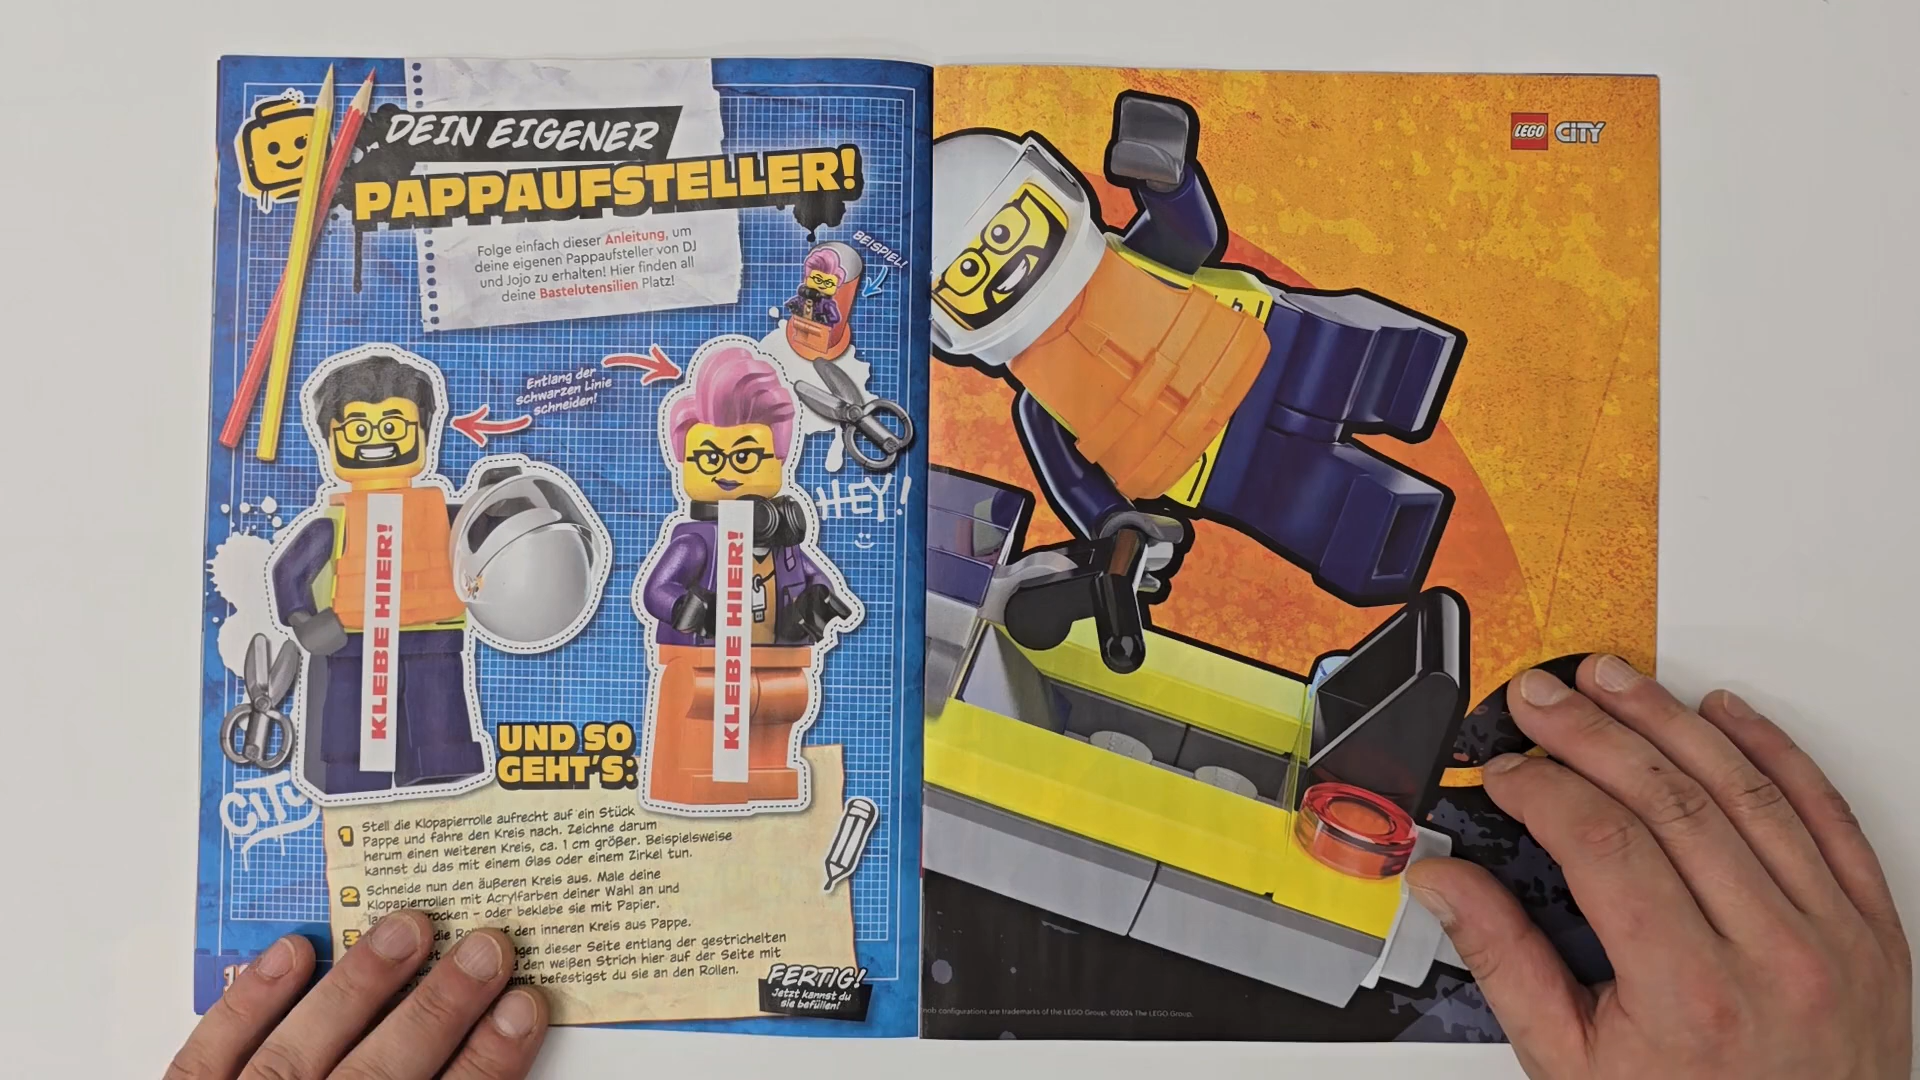 DEIN EIGENER
PAPPAUFSTELLER!
Folge einfach dieser Anleitung, um
deine eigenen Pappaufsteller von DJ
und Jojo zu erhalten! Hier finden all
deine Bastelutensilien Platz!
BEISPIEL!
Entlang der
schwarzen Linie
schneiden!
HEY!
KLEBE HIER!
KLEBE HIER!
CITY
UND SO
GEHT'S:
1 Stell die Klopapierrolle aufrecht auf ein Stück
Pappe und fahre den Kreis nach. Zeichne darum
herum einen weiteren Kreis, ca. 1 cm größer. Beispielsweise
kannst du das mit einem Glas oder einem Zirkel tun.
2 Schneide nun den äußeren Kreis aus. Male deine
Klopapierrollen mit Acrylfarben deiner Wahl an und
oder beklebe sie mit Papier.
3 die den inneren Kreis aus Pappe.
dieser Seite entlang der gestrichelten
den weißen Strich hier auf der Seite mit
befestigst du sie an den Rollen.
FERTIG!
Jetzt kannst du
sie befüllen!
LEGO CITY
configurations are trademarks of the LEGO Group. ©2024 The LEGO Group.